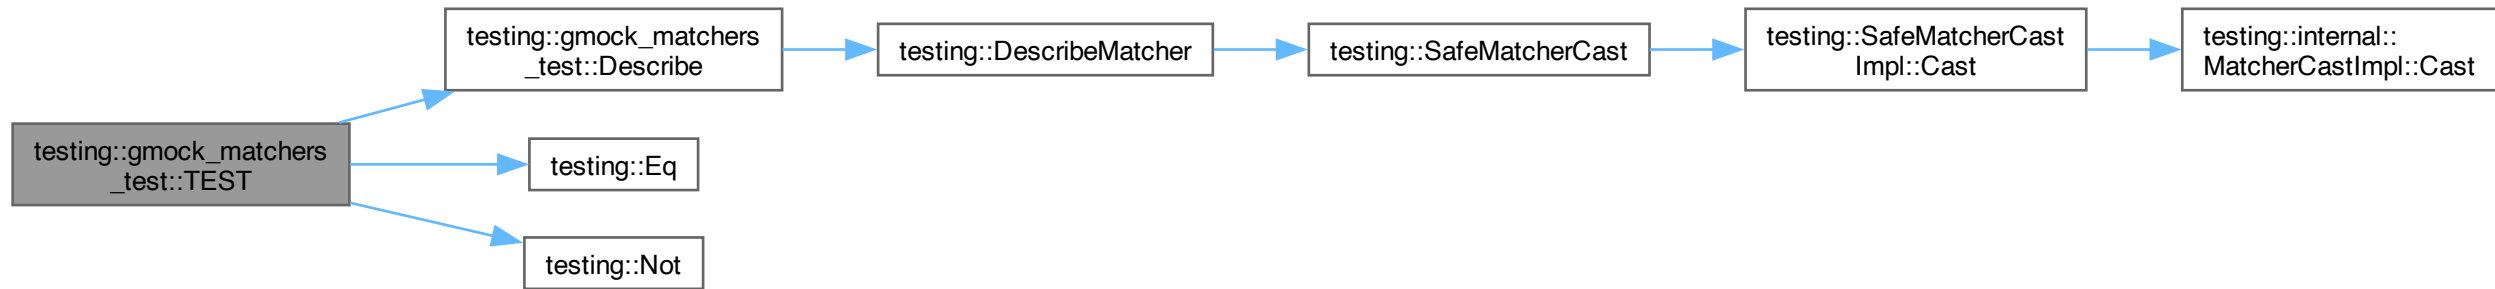 testing::gmock_matchers
_test::TEST
testing::gmock_matchers
_test::Describe
testing::DescribeMatcher
testing::SafeMatcherCast
testing::SafeMatcherCast
Impl::Cast
testing::internal::
MatcherCastImpl::Cast
testing::Eq
testing::Not